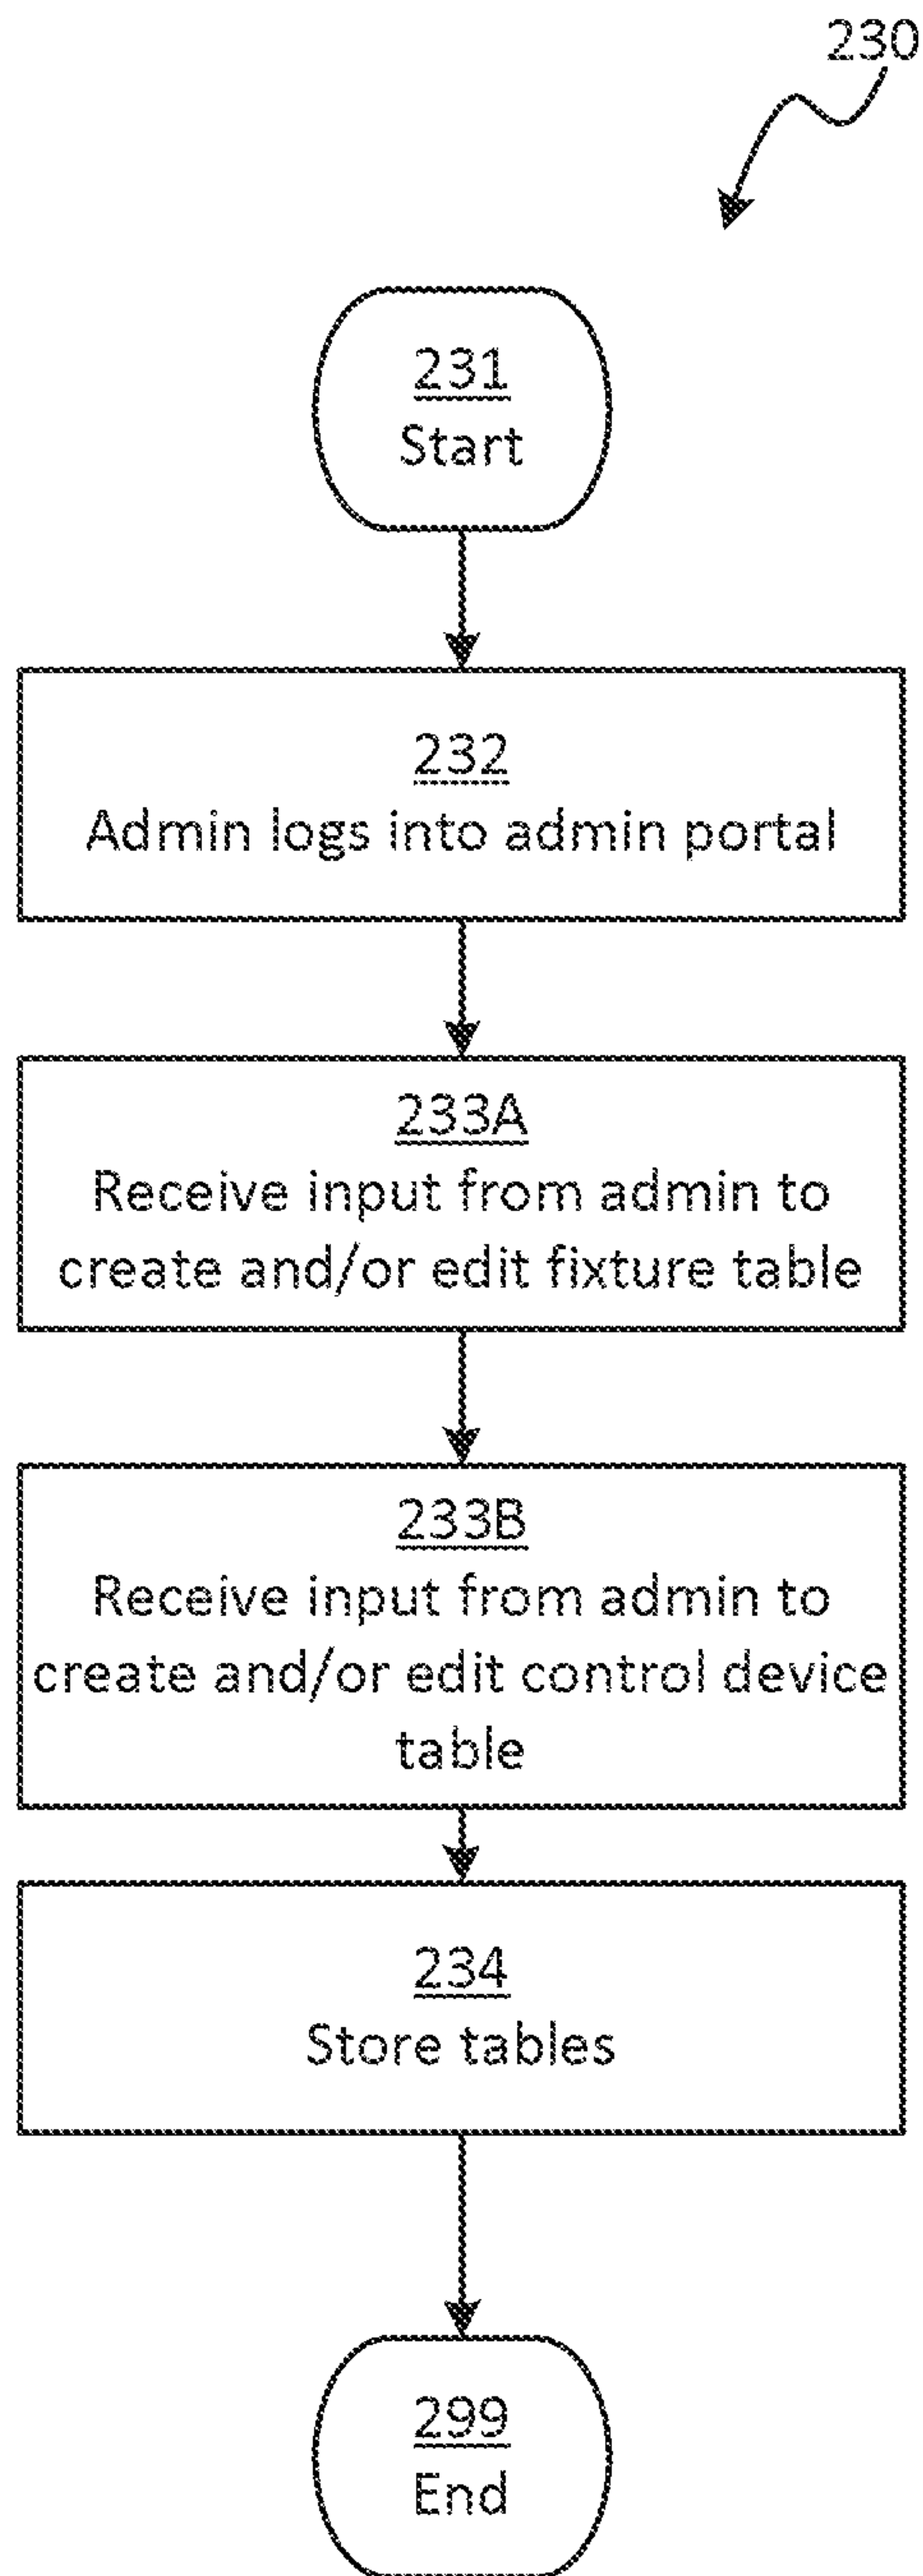 230
231
Start
232
Admin logs into admin portal
233A
Receive input from admin to
create and/or edit fixture table
233B
Receive input from admin to
create and/or edit control device
table
234
Store tables
299
End